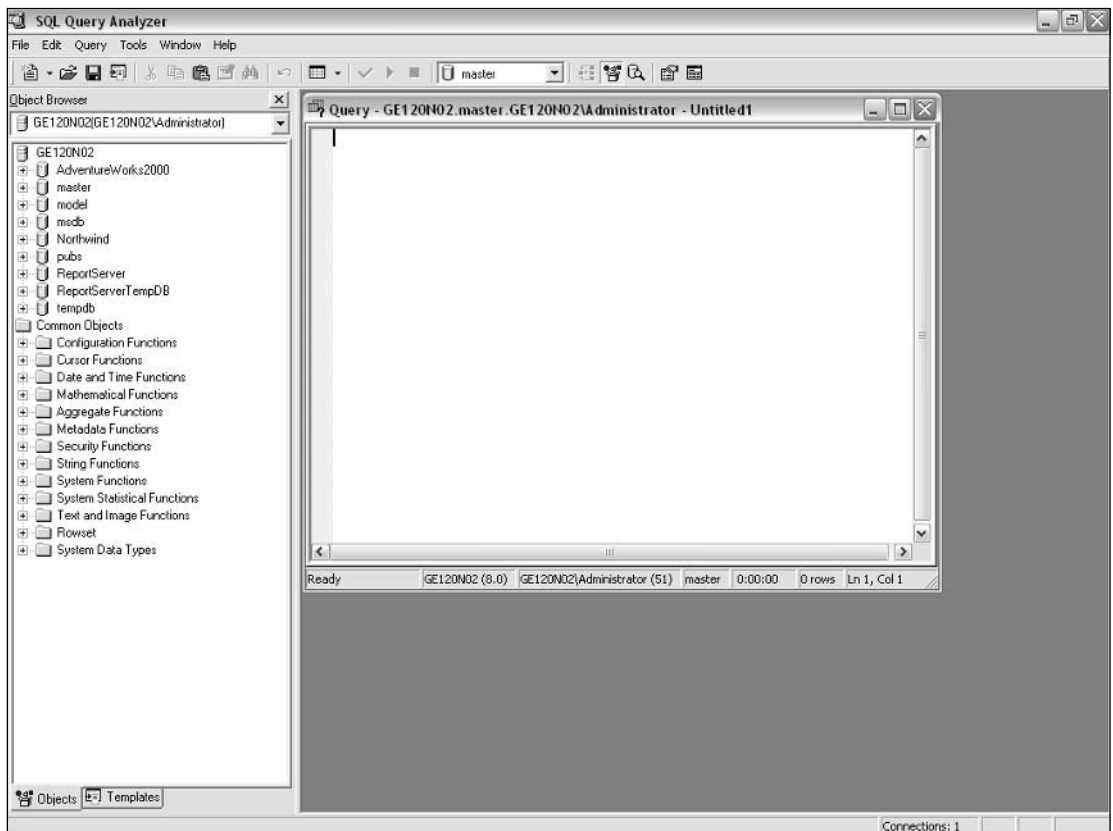 SQL Query Analyzer
File Edit Query Tools Window Help
master
Object Browser
GE120N02(GE120N02\Administrator)
GE120N02
AdventureWorks2000
master
model
msdb
Northwind
pubs
ReportServer
ReportServerTempDB
tempdb
Common Objects
Configuration Functions
Cursor Functions
Date and Time Functions
Mathematical Functions
Aggregate Functions
Metadata Functions
Security Functions
String Functions
System Functions
System Statistical Functions
Text and Image Functions
Rowset
System Data Types
Objects Templates
Query - GE120N02.master.GE120N02\Administrator - Untitled1
Ready GE120N02 (8.0) GE120N02\Administrator (51) master 0:00:00 0 rows Ln 1, Col 1
Connections: 1